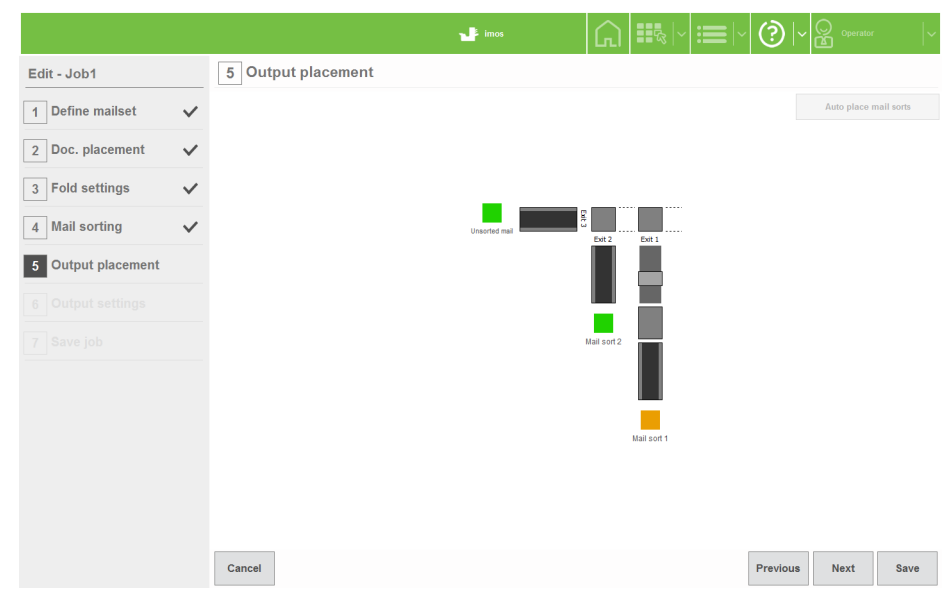 imos
Operator
Edit - Job1
1 Define mailset
2 Doc. placement
3 Fold settings
4 Mail sorting
5 Output placement
6 Output settings
7 Save job
5 Output placement
Auto place mail sorts
Unsorted mail
Exit 3
Exit 2
Exit 1
Mail sort 2
Mail sort 1
Cancel
Previous
Next
Save